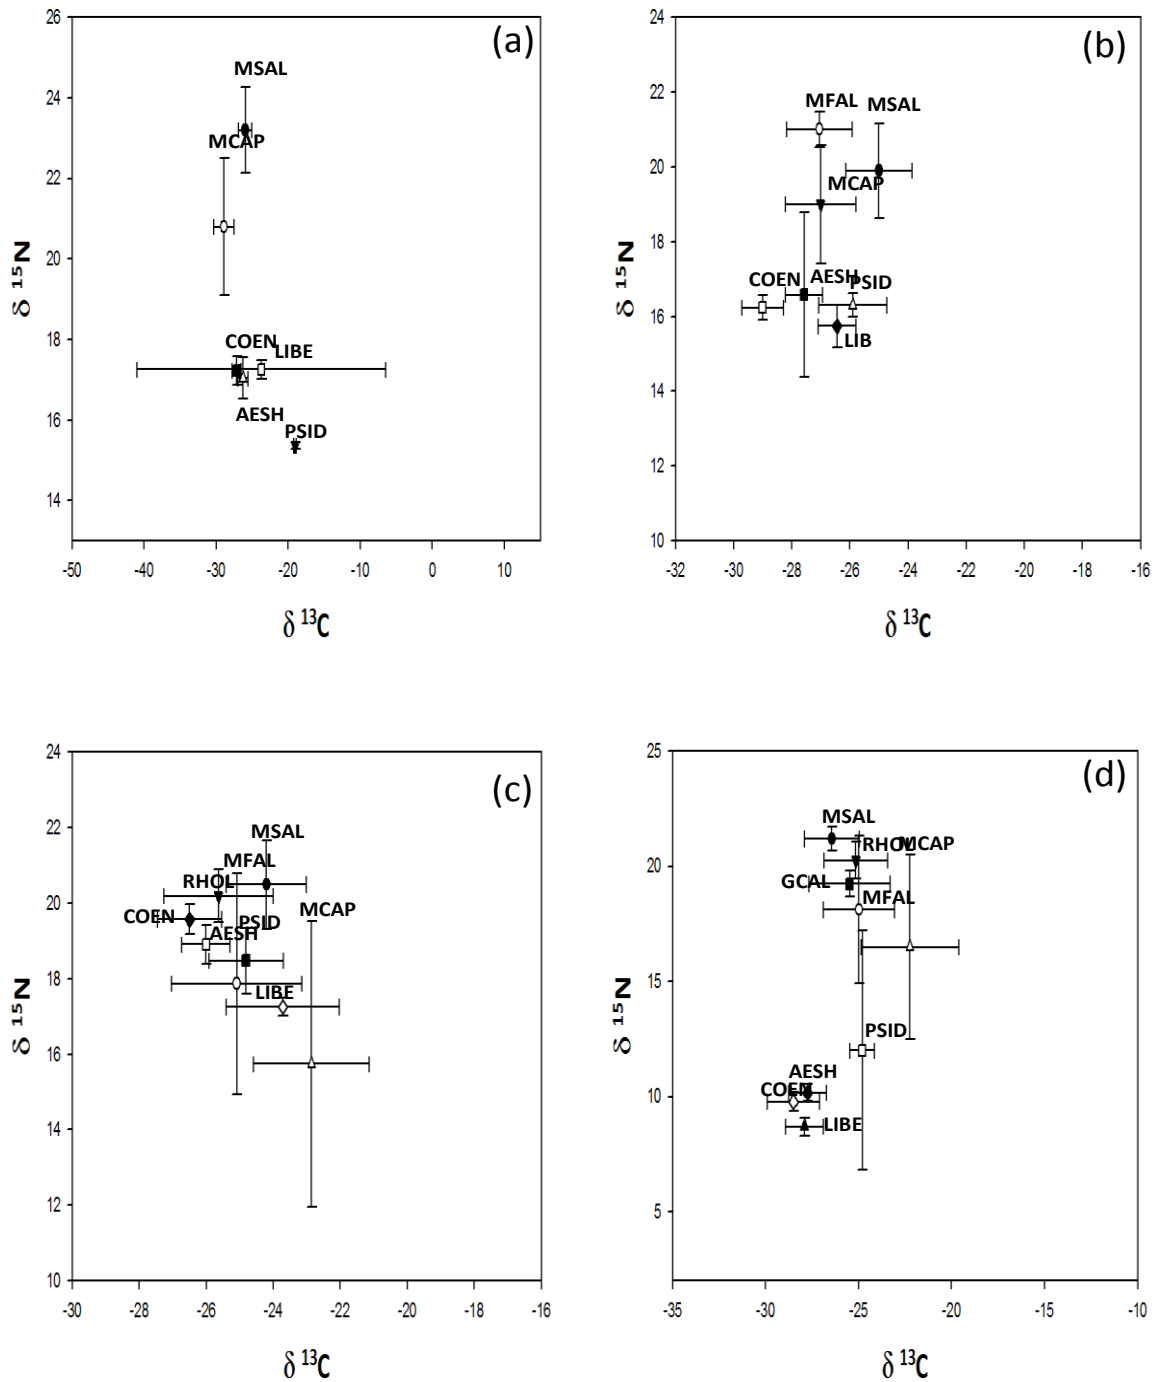 (a)
26
24
22
20
18
16
14
δ ¹⁵N
MSAL
MCAP
COEN
LIBE
AESH
PSID
-50 -40 -30 -20 -10 0 10
δ ¹³C
(b)
24
22
20
18
16
14
12
10
δ ¹⁵N
MFAL
MSAL
MCAP
COEN
AESH
PSID
LIB
-32 -30 -28 -26 -24 -22 -20 -18 -16
δ ¹³C
(c)
24
22
20
18
16
14
12
10
δ ¹⁵N
MSAL
MFAL
RHOL
MCAP
COEN
PSID
AESH
LIBE
-30 -28 -26 -24 -22 -20 -18 -16
δ ¹³C
(d)
25
20
15
10
5
δ ¹⁵N
MSAL
RHOL
MCAP
GCAL
MFAL
PSID
AESH
COEN
LIBE
-35 -30 -25 -20 -15 -10
δ ¹³C